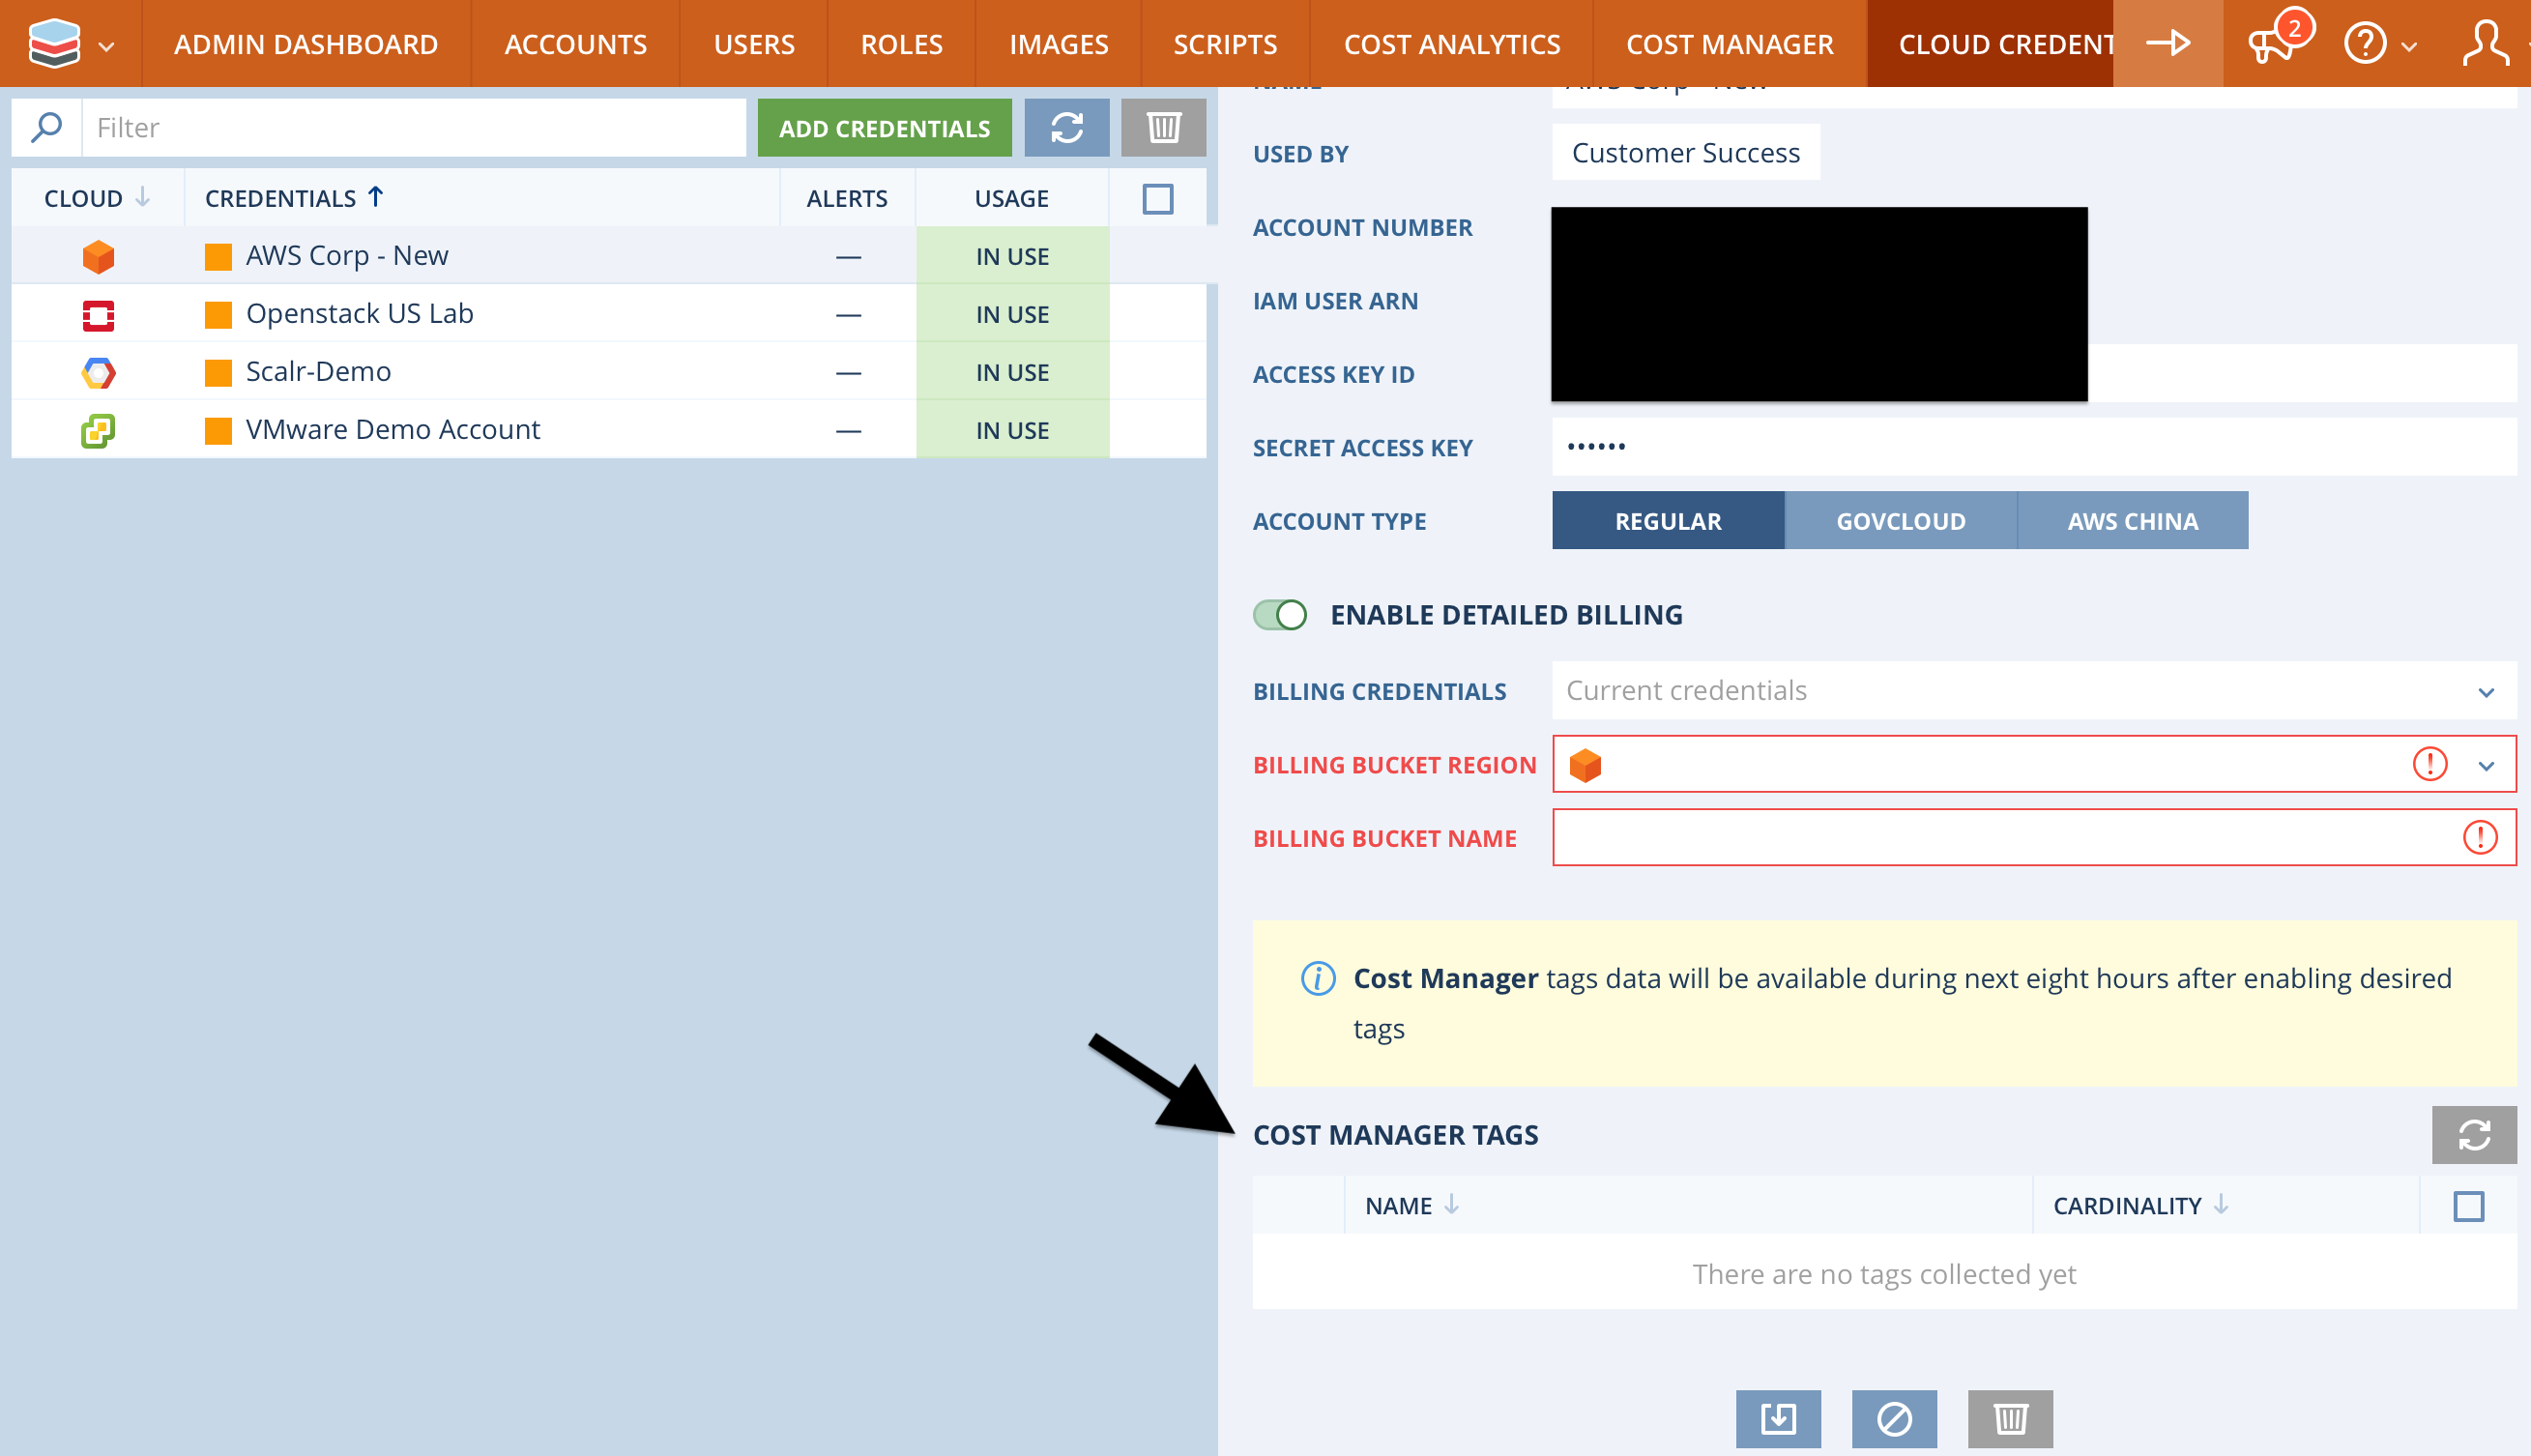 ADMIN DASHBOARD ACCOUNTS USERS ROLES IMAGES SCRIPTS COST ANALYTICS COST MANAGER CLOUD CREDENT 2
Filter ADD CREDENTIALS
CLOUD CREDENTIALS ALERTS USAGE
AWS Corp - New — IN USE
Openstack US Lab — IN USE
Scalr-Demo — IN USE
VMware Demo Account — IN USE
USED BY Customer Success
ACCOUNT NUMBER
IAM USER ARN
ACCESS KEY ID
SECRET ACCESS KEY ••••••
ACCOUNT TYPE REGULAR GOVCLOUD AWS CHINA
ENABLE DETAILED BILLING
BILLING CREDENTIALS Current credentials
BILLING BUCKET REGION
BILLING BUCKET NAME
Cost Manager tags data will be available during next eight hours after enabling desired
tags
COST MANAGER TAGS
NAME CARDINALITY
There are no tags collected yet